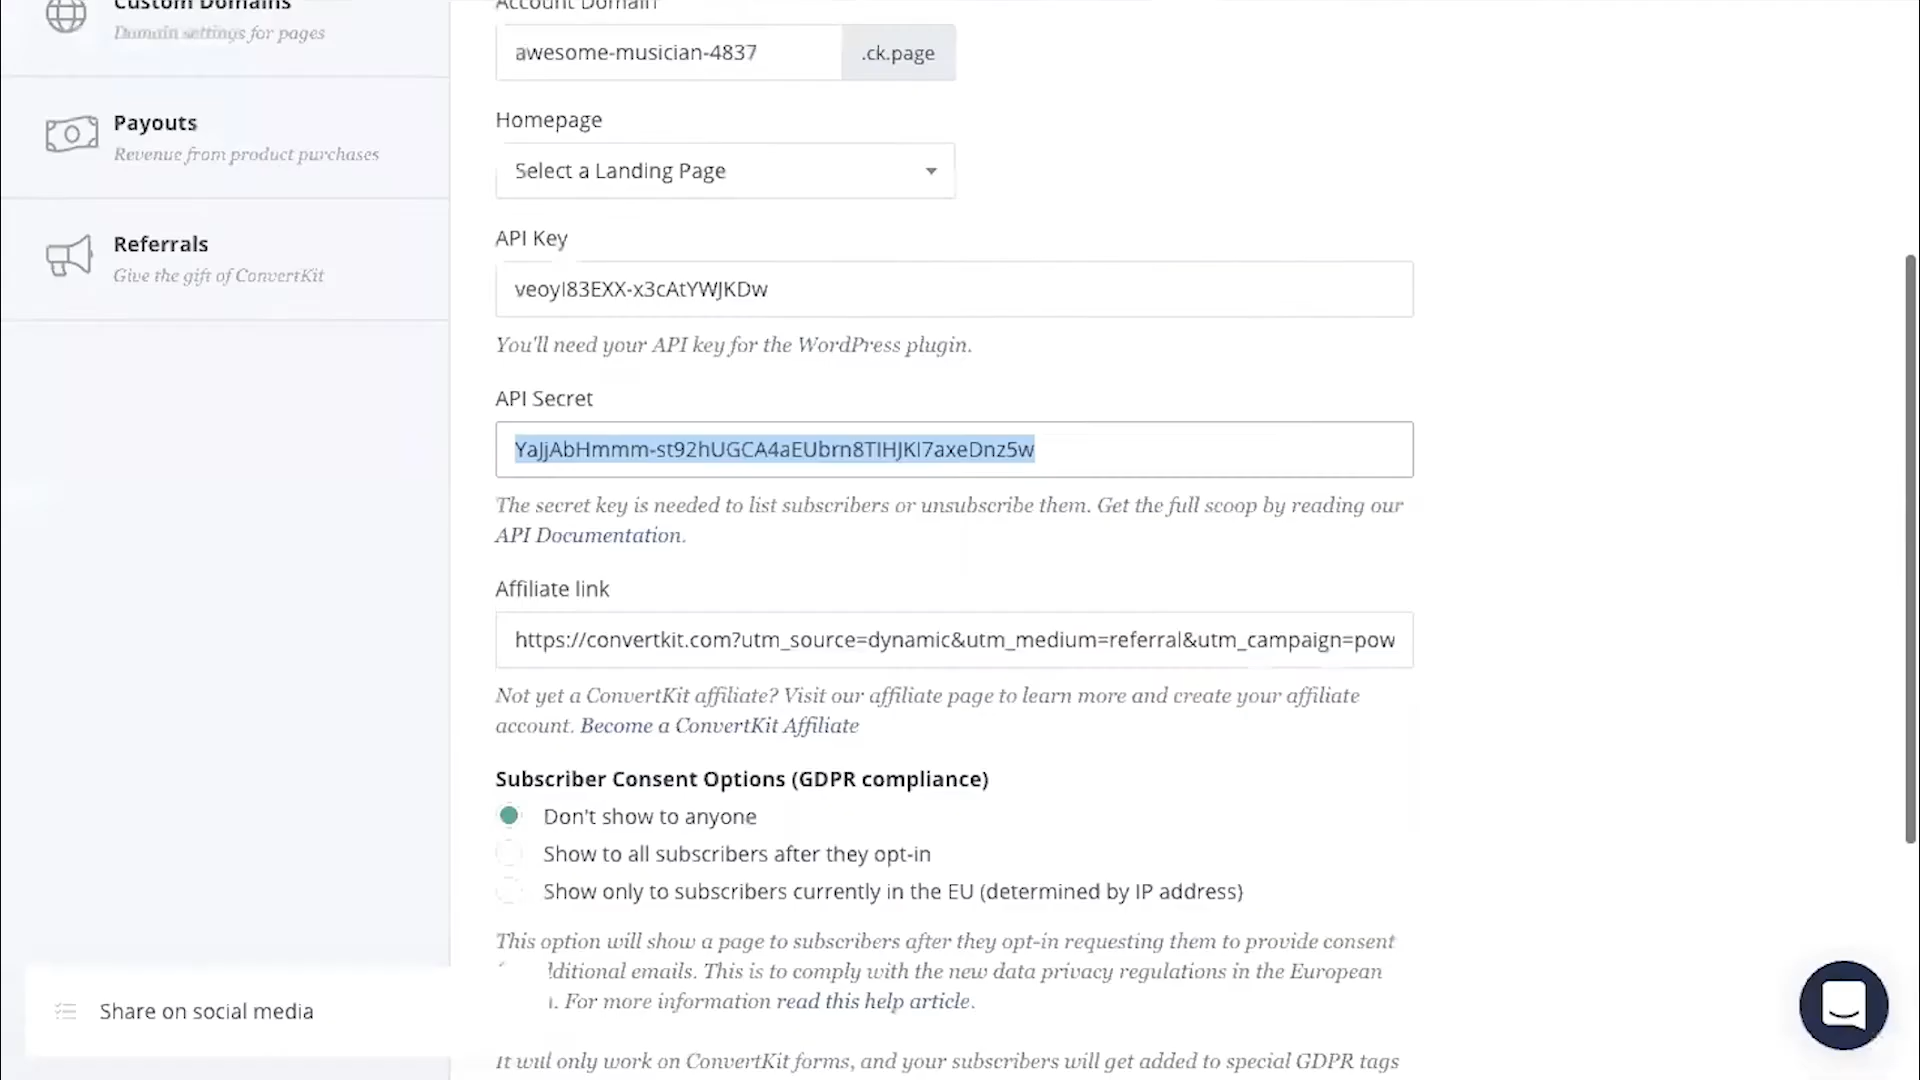 Custom Domains
Domain settings for pages
Payouts
Revenue from product purchases
Referrals
Give the gift of ConvertKit
Account Domain
awesome-musician-4837
.ck.page
Homepage
Select a Landing Page
API Key
veoyI83EXX-x3cAtYWJKDw
You'll need your API key for the WordPress plugin.
API Secret
YaJjAbHmmm-st92hUGCA4aEUbrn8TIHJKI7axeDnz5w
The secret key is needed to list subscribers or unsubscribe them. Get the full scoop by reading our
API Documentation.
Affiliate link
https://convertkit.com?utm_source=dynamic&utm_medium=referral&utm_campaign=pow
Not yet a ConvertKit affiliate? Visit our affiliate page to learn more and create your affiliate
account. Become a ConvertKit Affiliate
Subscriber Consent Options (GDPR compliance)
Don't show to anyone
Show to all subscribers after they opt-in
Show only to subscribers currently in the EU (determined by IP address)
This option will show a page to subscribers after they opt-in requesting them to provide consent
emails. This is to comply with the new data privacy regulations in the European
For more information read this help article.
It will only work on ConvertKit forms, and your subscribers will get added to special GDPR tags
Share on social media